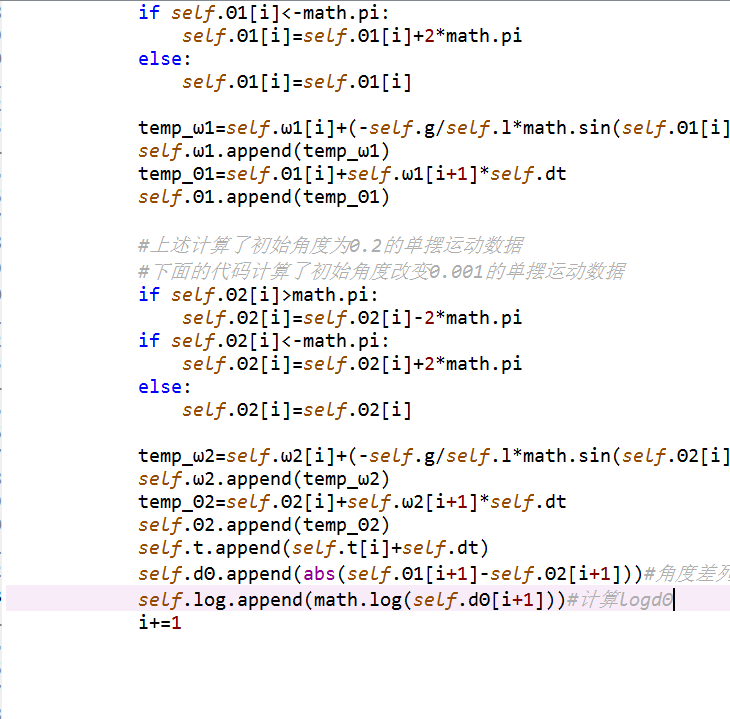 if self.Θ1[i]<-math.pi:
self.Θ1[i]=self.Θ1[i]+2*math.pi
else:
self.Θ1[i]=self.Θ1[i]
temp_ω1=self.ω1[i]+(-self.g/self.l*math.sin(self.Θ1[i]
self.ω1.append(temp_ω1)
temp_Θ1=self.Θ1[i]+self.ω1[i+1]*self.dt
self.Θ1.append(temp_Θ1)
#上述计算了初始角度为0.2的单摆运动数据
#下面的代码计算了初始角度改变0.001的单摆运动数据
if self.Θ2[i]>math.pi:
self.Θ2[i]=self.Θ2[i]-2*math.pi
if self.Θ2[i]<-math.pi:
self.Θ2[i]=self.Θ2[i]+2*math.pi
else:
self.Θ2[i]=self.Θ2[i]
temp_ω2=self.ω2[i]+(-self.g/self.l*math.sin(self.Θ2[i]
self.ω2.append(temp_ω2)
temp_Θ2=self.Θ2[i]+self.ω2[i+1]*self.dt
self.Θ2.append(temp_Θ2)
self.t.append(self.t[i]+self.dt)
self.dΘ.append(abs(self.Θ1[i+1]-self.Θ2[i+1]))#角度差
self.log.append(math.log(self.dΘ[i+1]))#计算logdΘ
i+=1